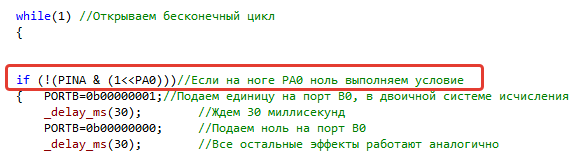 while(1) //Открываем бесконечный цикл
{
if (!(PINA & (1<<PA0)))//Если на ноге PA0 ноль выполняем условие
{ PORTB=0b00000001;//Подаем единицу на порт B0, в двоичной системе исчисления
_delay_ms(30); //Ждем 30 миллисекунд
PORTB=0b00000000; //Подаем ноль на порт B0
_delay_ms(30); //Все остальные эффекты работают аналогично